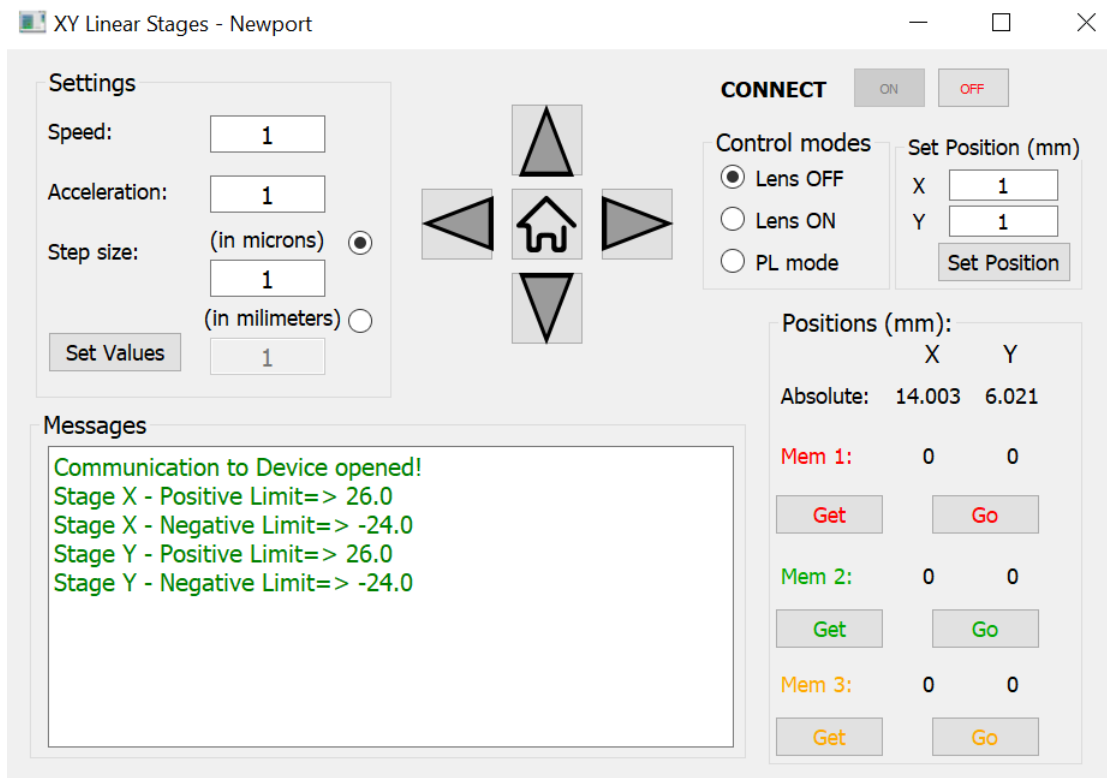 XY Linear Stages - Newport
Settings
Speed:
1
Acceleration:
1
Step size:
(in microns)
1
(in milimeters)
Set Values
1
CONNECT
ON
OFF
Control modes
Lens OFF
Lens ON
PL mode
Set Position (mm)
X
1
Y
1
Set Position
Messages
Communication to Device opened!
Stage X - Positive Limit=> 26.0
Stage X - Negative Limit=> -24.0
Stage Y - Positive Limit=> 26.0
Stage Y - Negative Limit=> -24.0
Positions (mm):
X Y
Absolute: 14.003 6.021
Mem 1: 0 0
Get Go
Mem 2: 0 0
Get Go
Mem 3: 0 0
Get Go